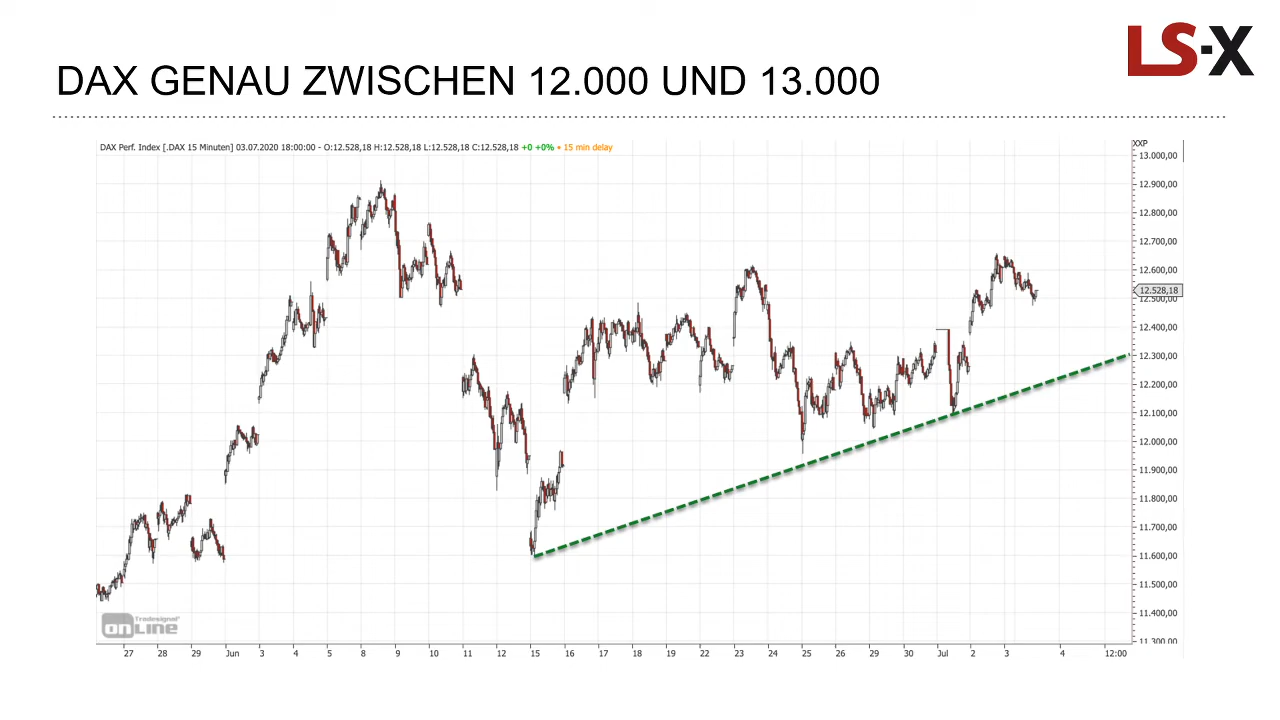 LS-X
DAX GENAU ZWISCHEN 12.000 UND 13.000
DAX Perf. Index [.DAX 15 Minuten] 03.07.2020 18:00:00 - O:12.528,18 H:12.528,18 L:12.528,18 C:12.528,18 +0 +0% • 15 min delay
XXP
13.000,00
12.900,00
12.800,00
12.700,00
12.600,00
12.528,18
12.500,00
12.400,00
12.300,00
12.200,00
12.100,00
12.000,00
11.900,00
11.800,00
11.700,00
11.600,00
11.500,00
11.400,00
11.300,00
Tradesignal®
onLine
27 28 29 Jun 3 4 5 8 9 10 11 12 15 16 17 18 19 22 23 24 25 26 29 30 Jul 2 3 4 12:00